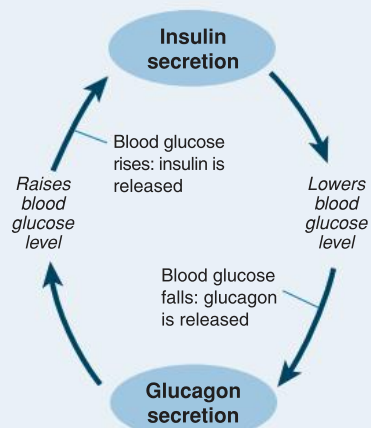 Insulin
secretion
Blood glucose
rises: insulin is
released
Raises
blood
glucose
level
Lowers
blood
glucose
level
Blood glucose
falls: glucagon
is released
Glucagon
secretion